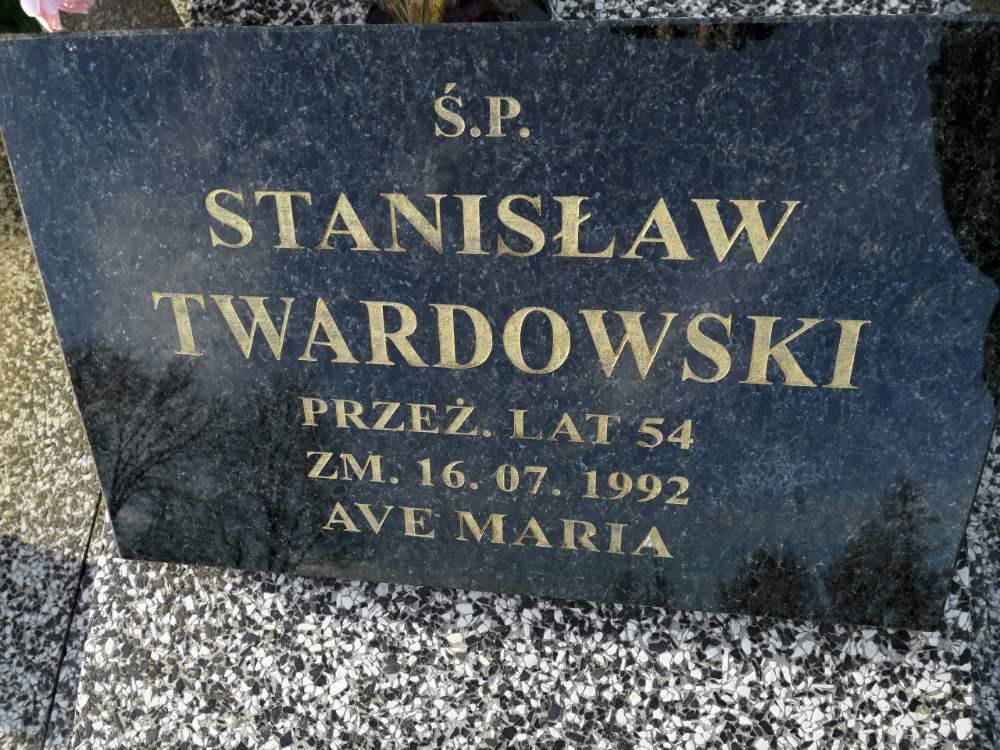 Ś.P.
STANISŁAW
TWARDOWSKI
PRZEŻ. LAT 54
ZM. 16. 07. 1992
AVE MARIA